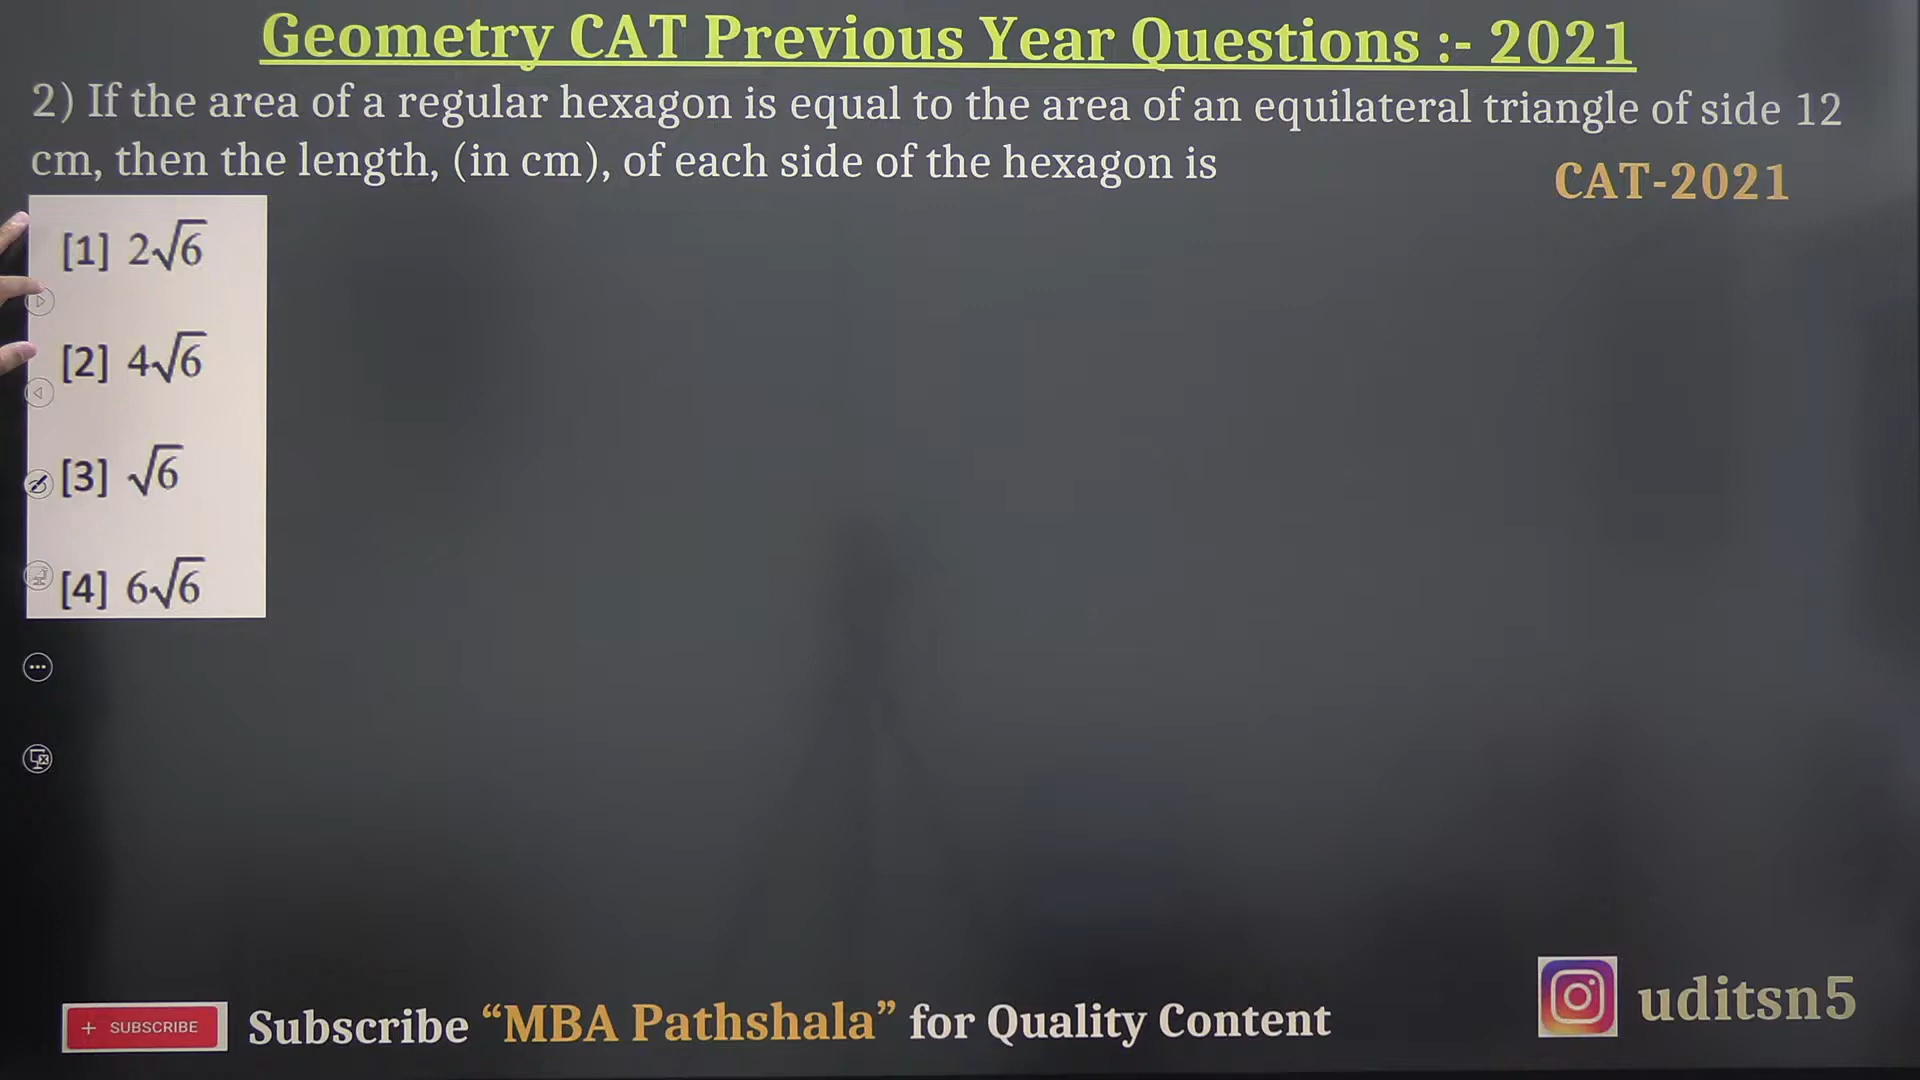 Geometry CAT Previous Year Questions :- 2021
2) If the area of a regular hexagon is equal to the area of an equilateral triangle of side 12
cm, then the length, (in cm), of each side of the hexagon is
CAT-2021
[1] 2√6
[2] 4√6
[3] √6
[4] 6√6
+ SUBSCRIBE
Subscribe “MBA Pathshala” for Quality Content
uditsn5